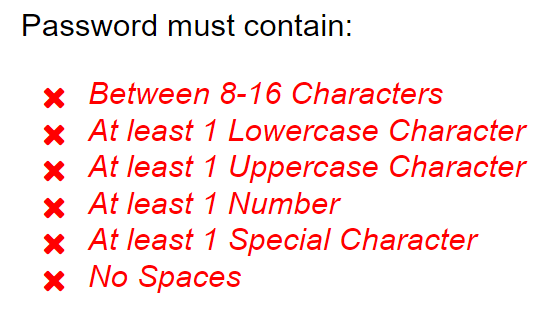 Password must contain:
Between 8-16 Characters
At least 1 Lowercase Character
At least 1 Uppercase Character
At least 1 Number
At least 1 Special Character
No Spaces